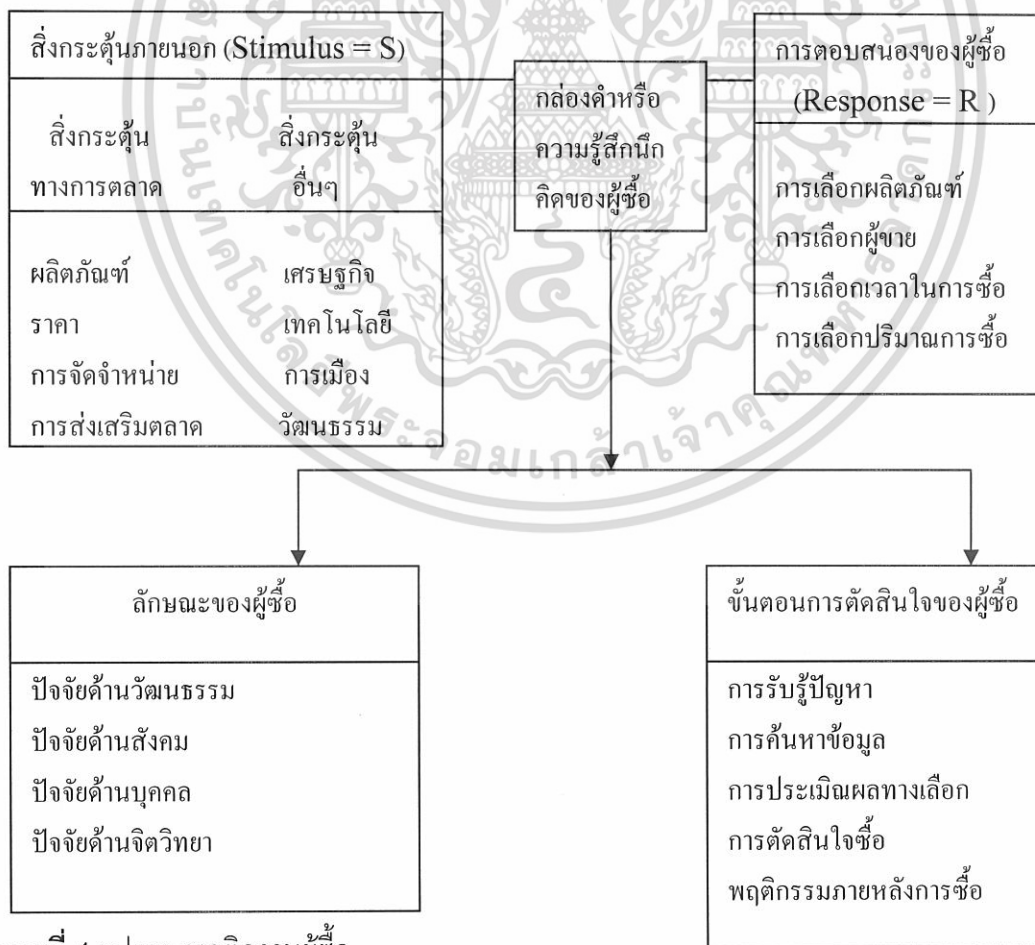 สิ่งกระตุ้นภายนอก (Stimulus = S)
สิ่งกระตุ้น สิ่งกระตุ้น
ทางการตลาด อื่นๆ
ผลิตภัณฑ์ เศรษฐกิจ
ราคา เทคโนโลยี
การจัดจำหน่าย การเมือง
การส่งเสริมตลาด วัฒนธรรม
กล่องดำหรือ
ความรู้สึกนึก
คิดของผู้ซื้อ
การตอบสนองของผู้ซื้อ
(Response = R )
การเลือกผลิตภัณฑ์
การเลือกผู้ขาย
การเลือกเวลาในการซื้อ
การเลือกปริมาณการซื้อ
ลักษณะของผู้ซื้อ
ปัจจัยด้านวัฒนธรรม
ปัจจัยด้านสังคม
ปัจจัยด้านบุคคล
ปัจจัยด้านจิตวิทยา
ขั้นตอนการตัดสินใจของผู้ซื้อ
การรับรู้ปัญหา
การค้นหาข้อมูล
การประเมิณผลทางเลือก
การตัดสินใจซื้อ
พฤติกรรมภายหลังการซื้อ